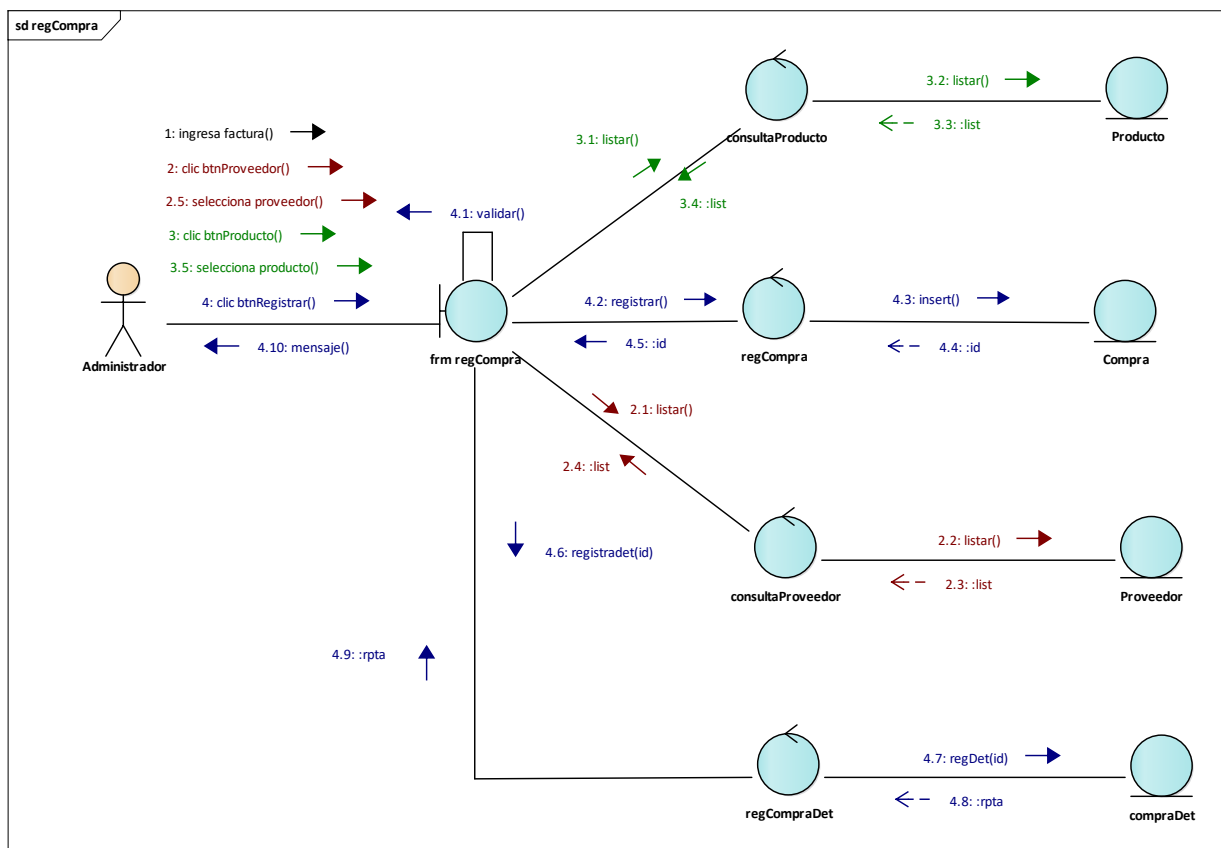 sd regCompra
1: ingresa factura()
2: clic btnProveedor()
2.5: selecciona proveedor()
3: clic btnProducto()
3.5: selecciona producto()
4: clic btnRegistrar()
4.10: mensaje()
Administrador
4.1: validar()
frm regCompra
3.1: listar()
3.4: :list
consultaProducto
3.2: listar()
3.3: :list
Producto
4.2: registrar()
4.5: :id
regCompra
4.3: insert()
4.4: :id
Compra
2.1: listar()
2.4: :list
consultaProveedor
2.2: listar()
2.3: :list
Proveedor
4.6: registradet(id)
4.9: :rpta
regCompraDet
4.7: regDet(id)
4.8: :rpta
compraDet